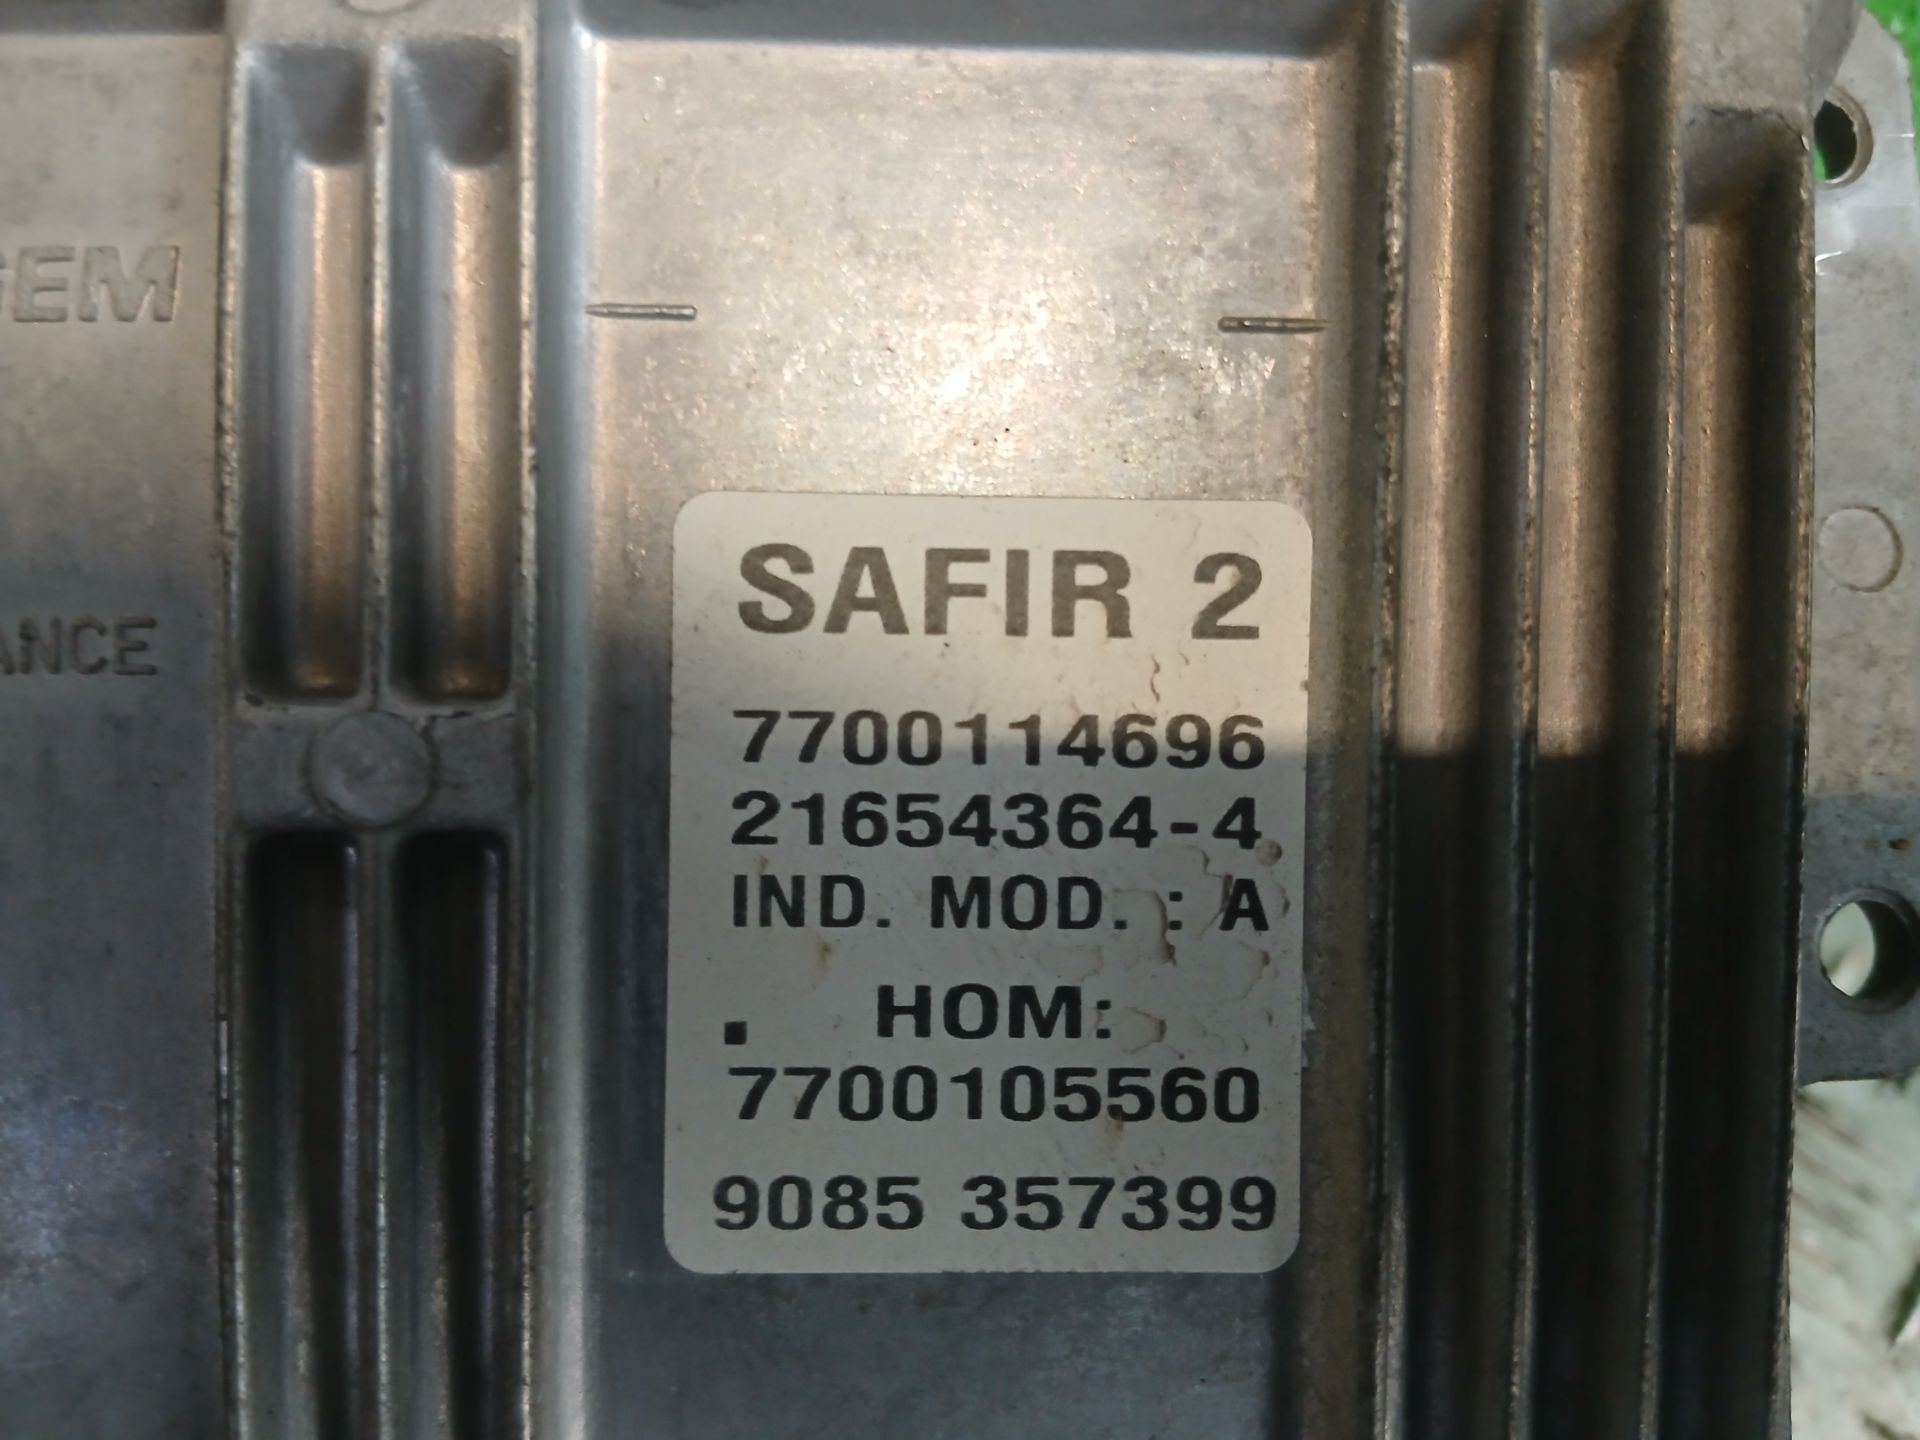 GEM
ANCE
SAFIR 2
7700114696
21654364-4
IND. MOD. : A
. HOM:
7700105560
9085 357399